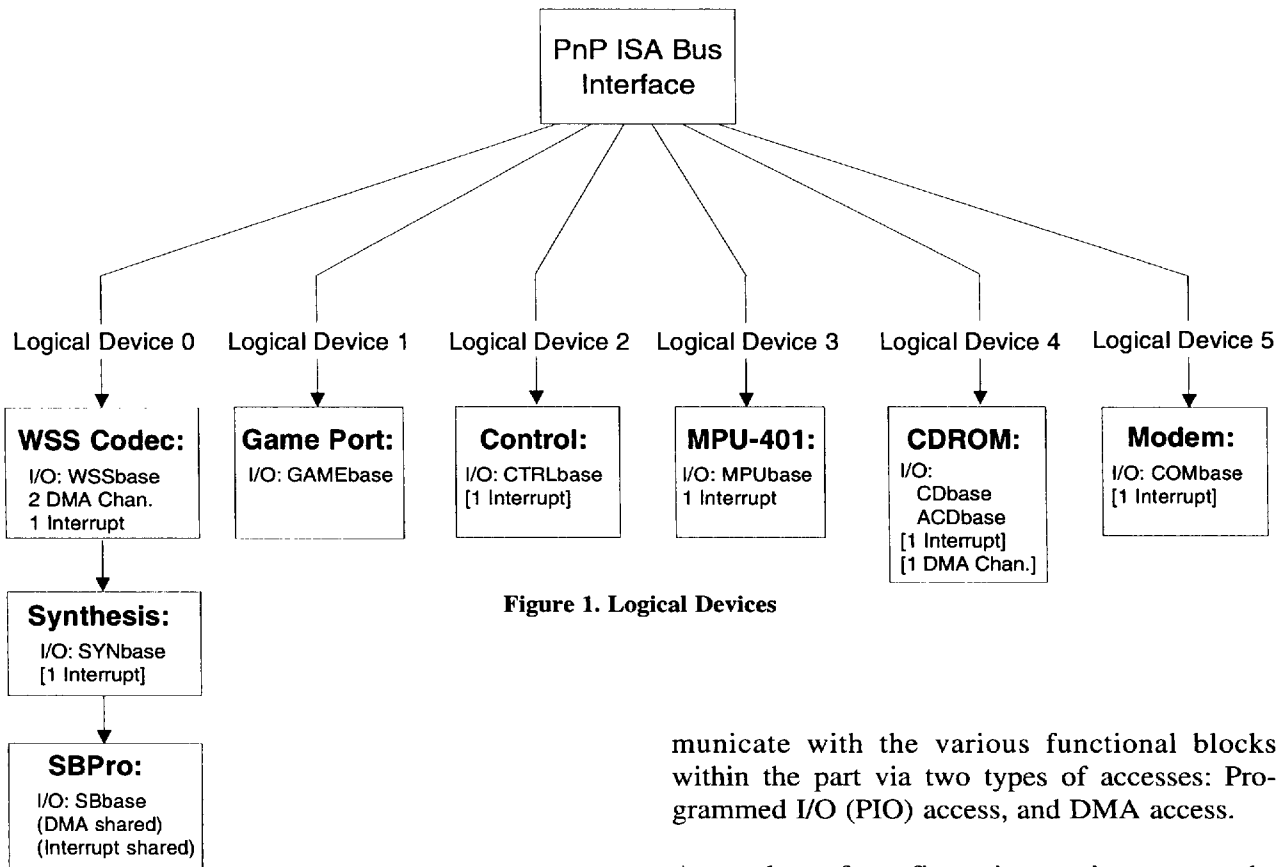 PnP ISA Bus
Interface
Logical Device 0
Logical Device 1
Logical Device 2
Logical Device 3
Logical Device 4
Logical Device 5
WSS Codec:
I/O: WSSbase
2 DMA Chan.
1 Interrupt
Game Port:
I/O: GAMEbase
Control:
I/O: CTRLbase
[1 Interrupt]
MPU-401:
I/O: MPUbase
1 Interrupt
CDROM:
I/O:
CDbase
ACDbase
[1 Interrupt]
[1 DMA Chan.]
Modem:
I/O: COMbase
[1 Interrupt]
Figure 1. Logical Devices
Synthesis:
I/O: SYNbase
[1 Interrupt]
SBPro:
I/O: SBbase
(DMA shared)
(Interrupt shared)
municate with the various functional blocks
within the part via two types of accesses: Pro-
grammed I/O (PIO) access, and DMA access.